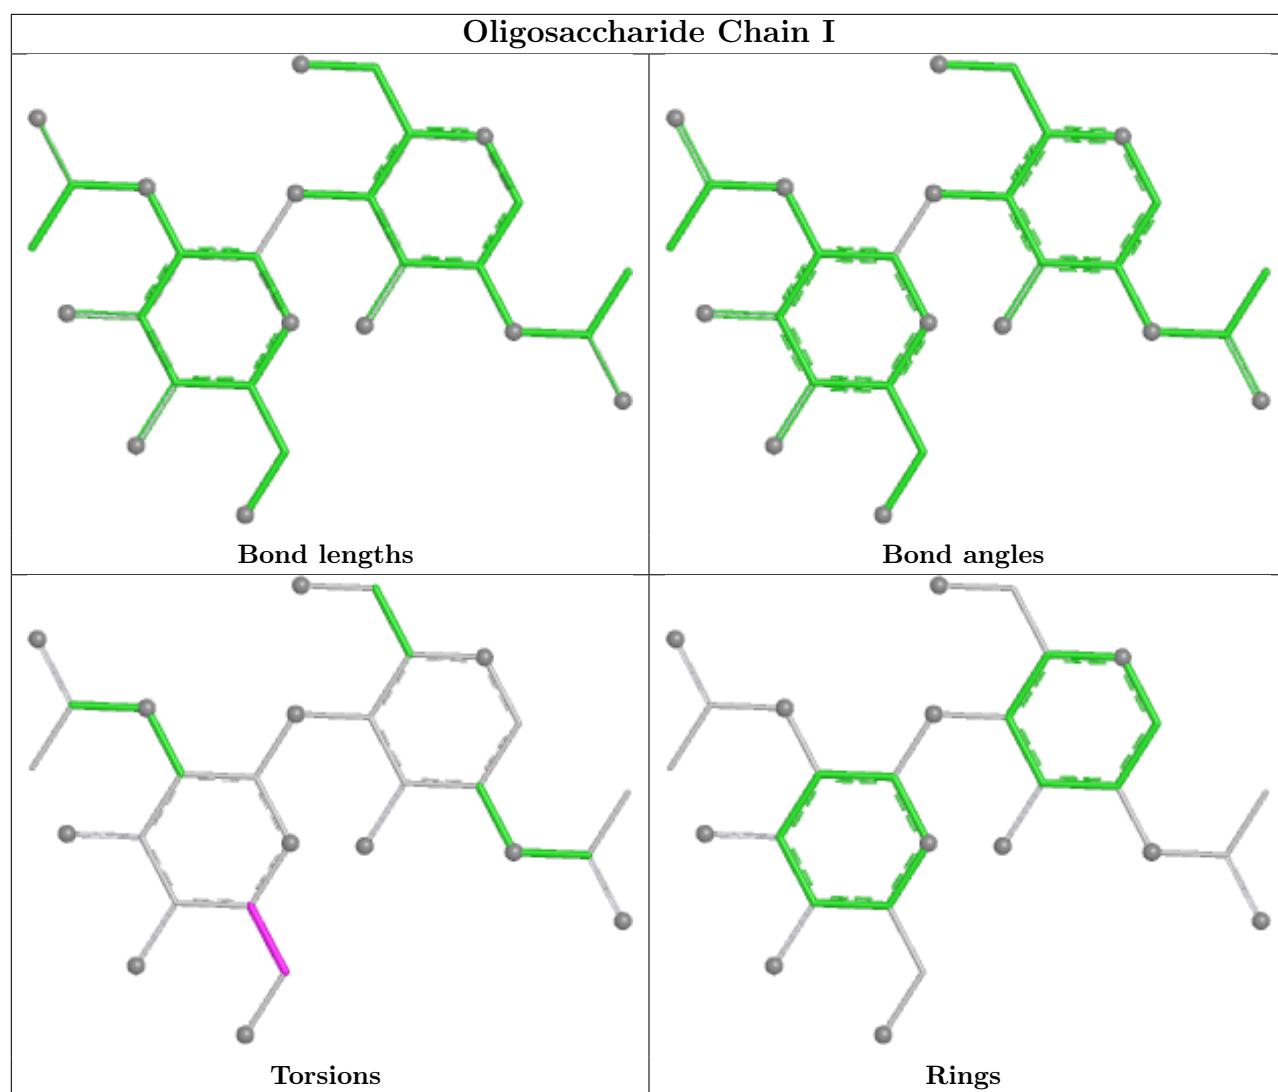 Oligosaccharide Chain I
Bond lengths
Bond angles
Torsions
Rings